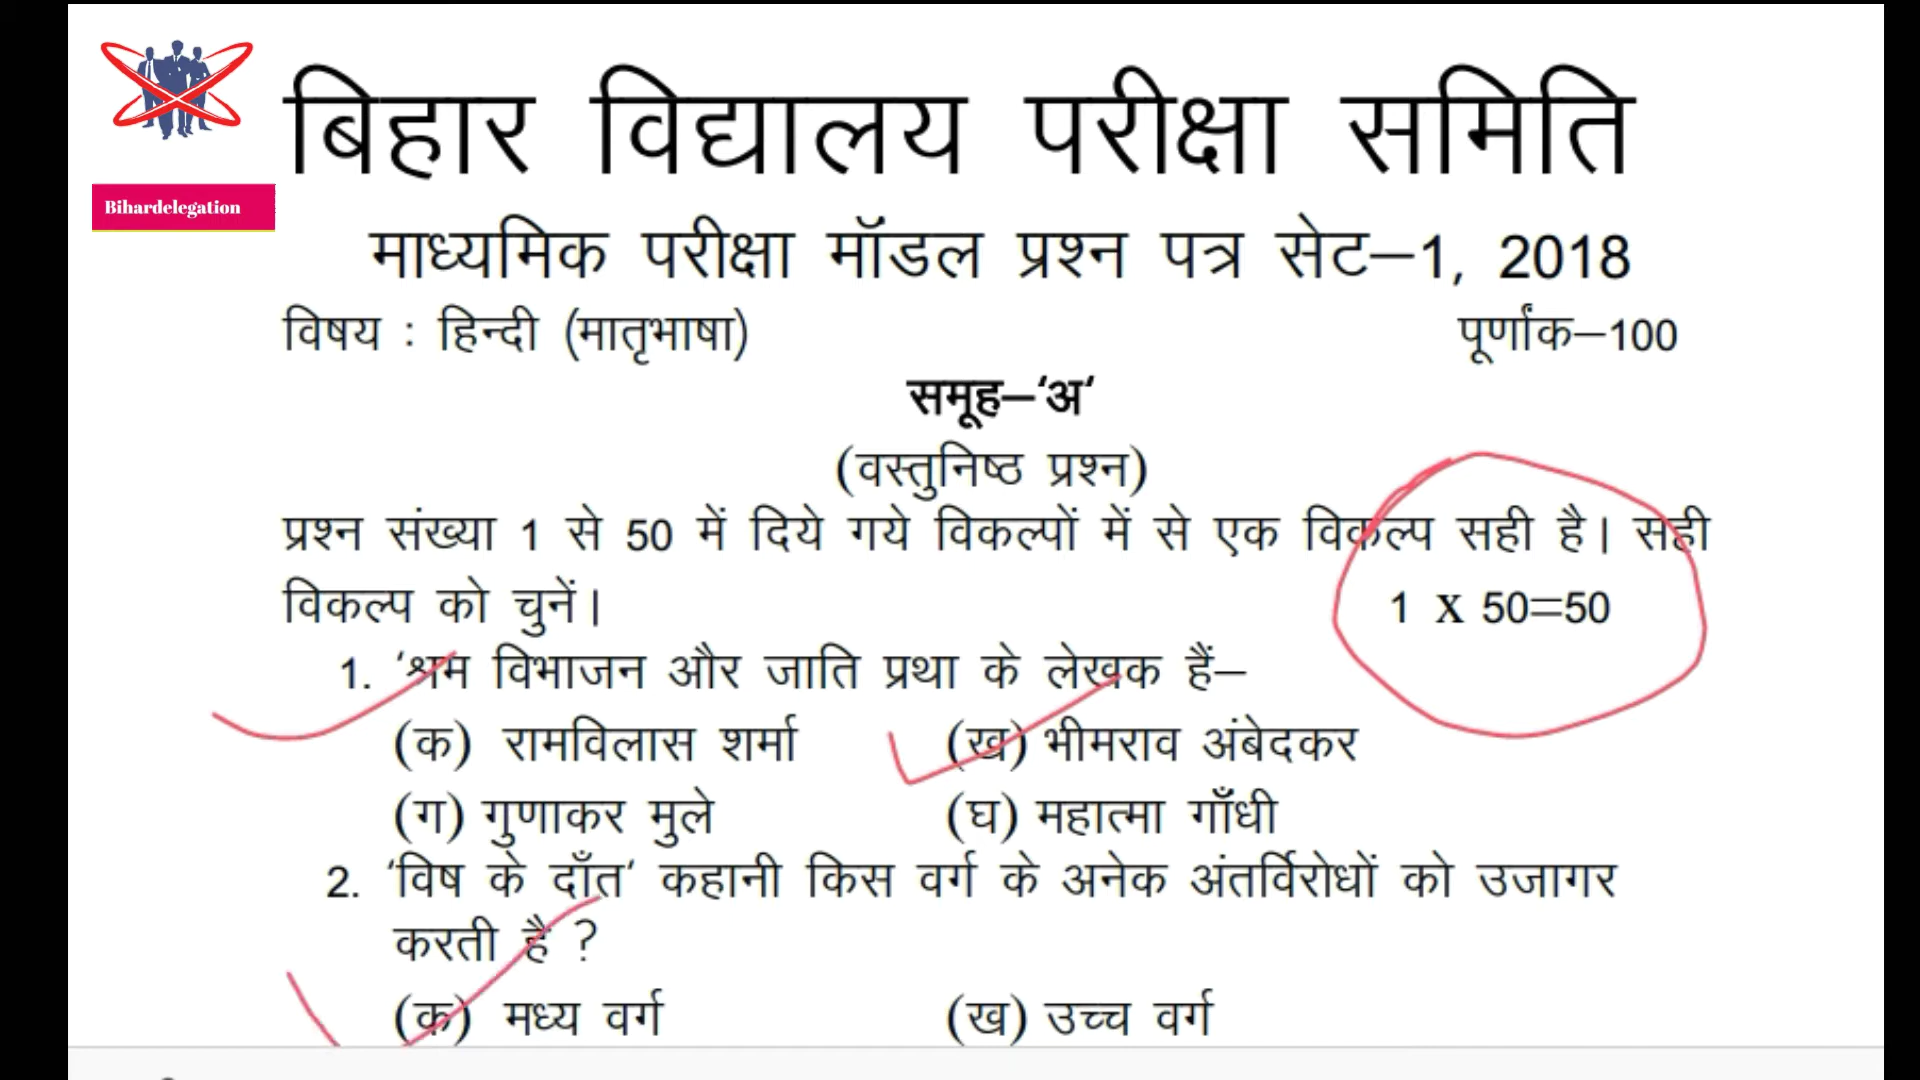 बिहार विद्यालय परीक्षा समिति
Bihardelegation
माध्यमिक परीक्षा मॉडल प्रश्न पत्र सेट–1, 2018
विषय : हिन्दी (मातृभाषा) पूर्णांक–100
समूह–‘अ‘
(वस्तुनिष्ठ प्रश्न)
प्रश्न संख्या 1 से 50 में दिये गये विकल्पों में से एक विकल्प सही है। सही
विकल्प को चुनें। 1 X 50=50
1. ‘श्रम विभाजन और जाति प्रथा के लेखक हैं–
(क) रामविलास शर्मा (ख) भीमराव अंबेदकर
(ग) गुणाकर मुले (घ) महात्मा गाँधी
2. ‘विष के दाँत‘ कहानी किस वर्ग के अनेक अंतर्विरोधों को उजागर
करती है ?
(क) मध्य वर्ग (ख) उच्च वर्ग